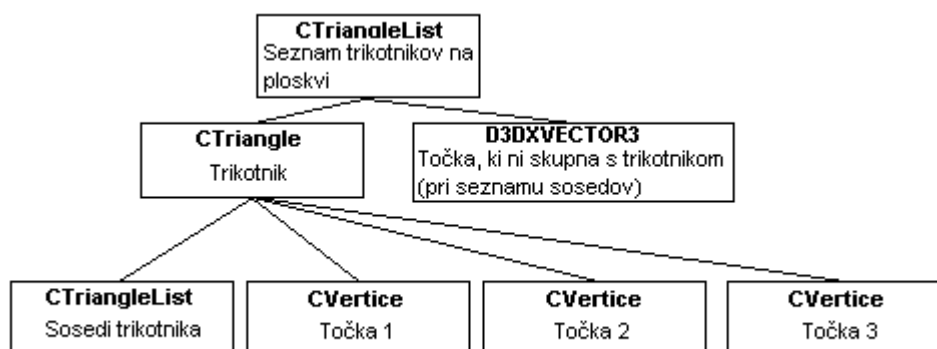 CTriangleList
Seznam trikotnikov na
ploskvi
CTriangle
Trikotnik
D3DXVECTOR3
Točka, ki ni skupna s trikotnikom
(pri seznamu sosedov)
CTriangleList
Sosedi trikotnika
CVertice
Točka 1
CVertice
Točka 2
CVertice
Točka 3